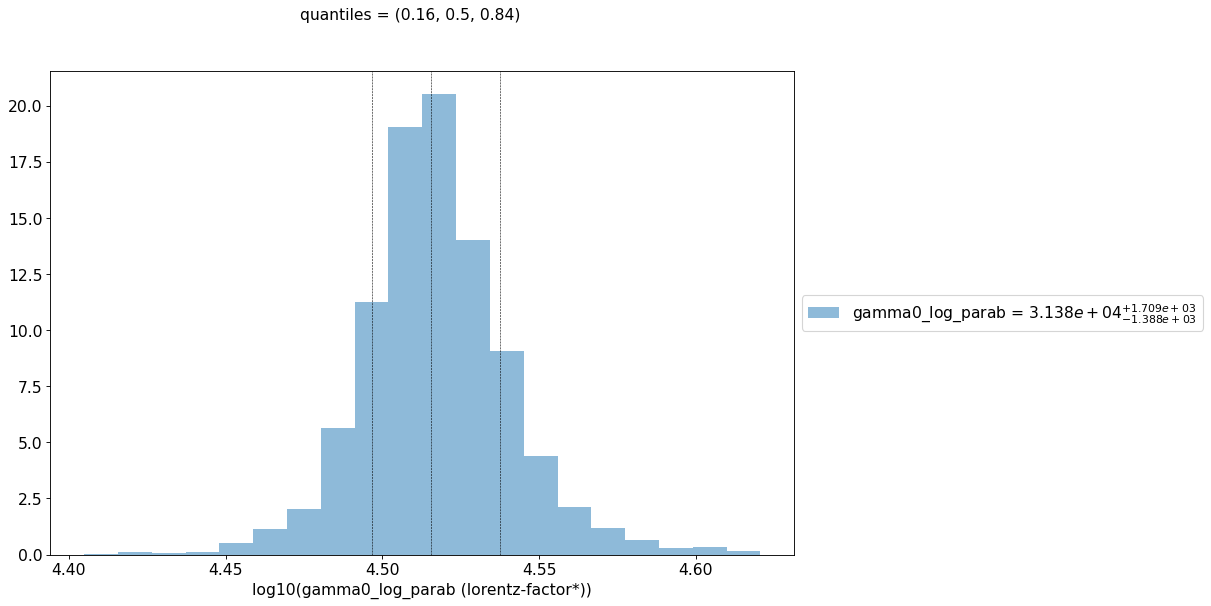 quantiles = (0.16, 0.5, 0.84)
20.0
17.5
15.0
12.5
10.0
7.5
5.0
2.5
0.0
4.40 4.45 4.50 4.55 4.60
log10(gamma0_log_parab (lorentz-factor*))
gamma0_log_parab = 3.138e + 04 +1.709e+03 −1.388e+03